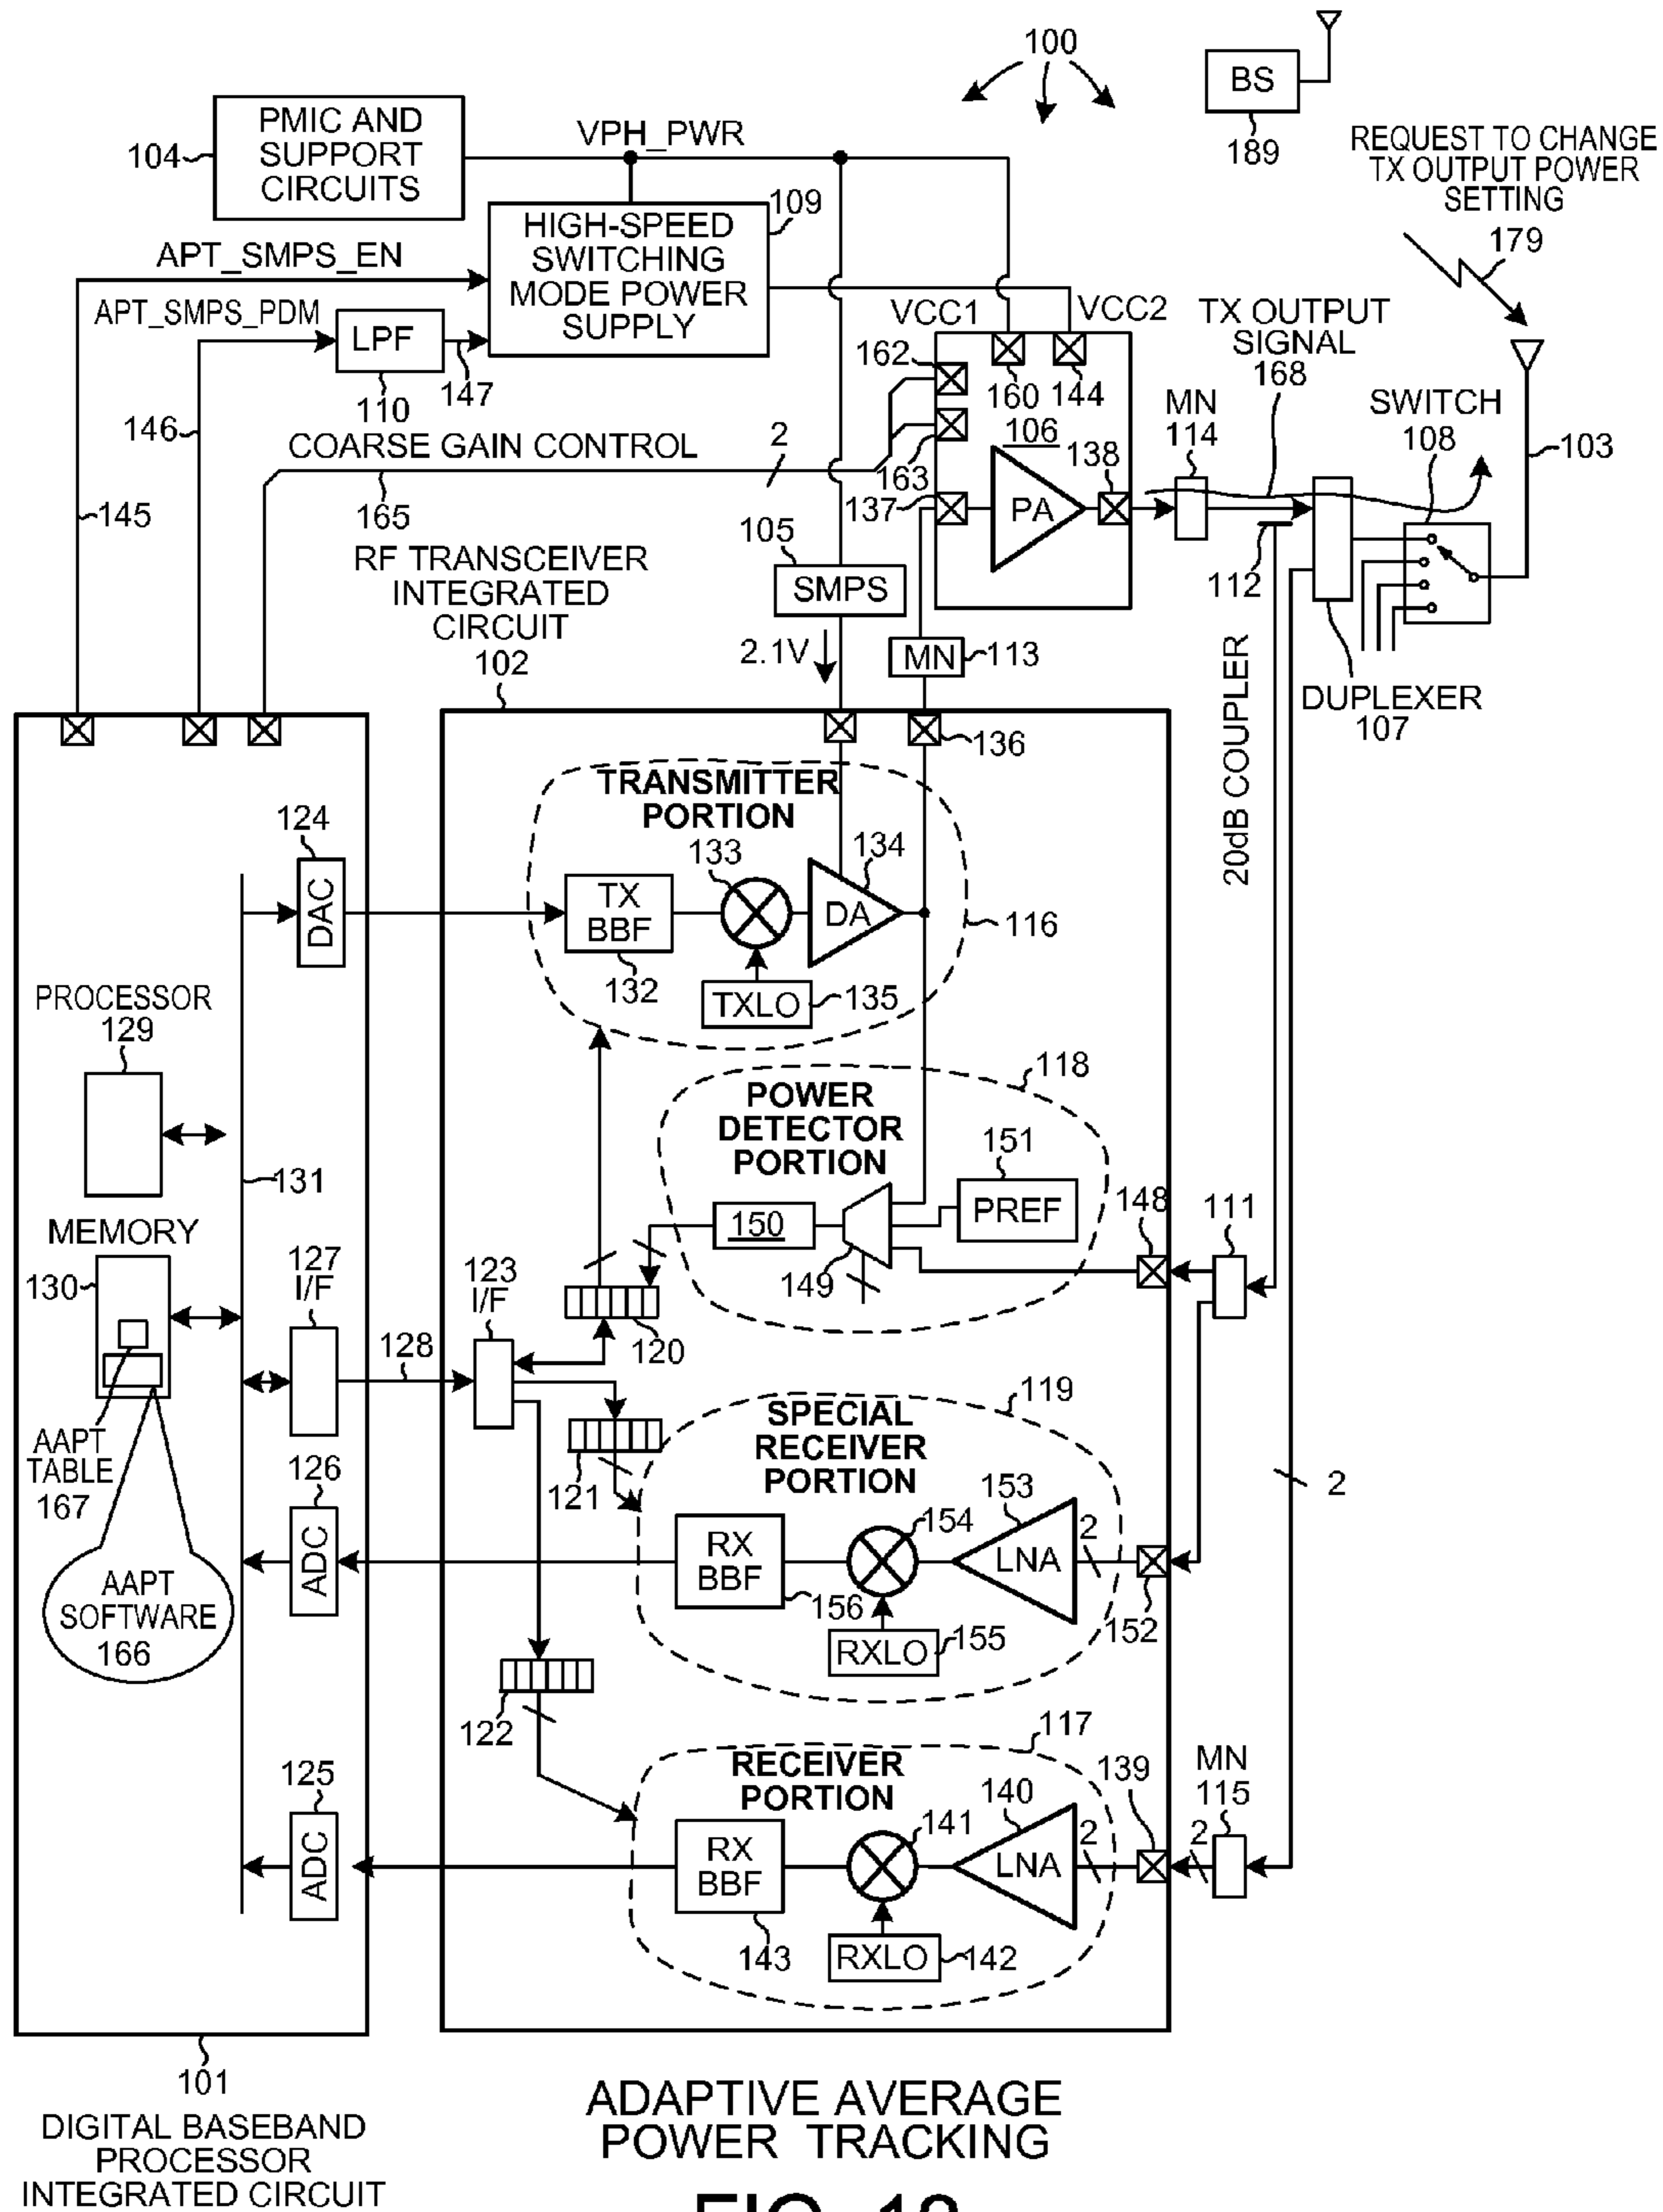 100
BS
189
REQUEST TO CHANGE
TX OUTPUT POWER
SETTING
179
PMIC AND
SUPPORT
CIRCUITS
104
VPH_PWR
109
HIGH-SPEED
SWITCHING
MODE POWER
SUPPLY
APT_SMPS_EN
APT_SMPS_PDM
LPF
110
147
146
145
COARSE GAIN CONTROL
2
165
VCC1
VCC2
162
163
160
144
106
137
138
PA
MN
114
TX OUTPUT
SIGNAL
168
SWITCH
108
103
112
105
SMPS
2.1V
MN
113
RF TRANSCEIVER
INTEGRATED
CIRCUIT
102
136
20dB COUPLER
DUPLEXER
107
TRANSMITTER
PORTION
124
DAC
TX
BBF
132
133
134
DA
TXLO
135
116
PROCESSOR
129
131
POWER
DETECTOR
PORTION
118
151
PREF
150
149
148
111
MEMORY
130
127
I/F
128
123
I/F
120
AAPT
TABLE
167
AAPT
SOFTWARE
166
126
ADC
121
SPECIAL
RECEIVER
PORTION
119
RX
BBF
156
154
153
LNA
2
152
RXLO
155
2
122
125
ADC
RECEIVER
PORTION
117
RX
BBF
143
141
140
LNA
2
139
2
MN
115
RXLO
142
101
DIGITAL BASEBAND
PROCESSOR
INTEGRATED CIRCUIT
ADAPTIVE AVERAGE
POWER TRACKING